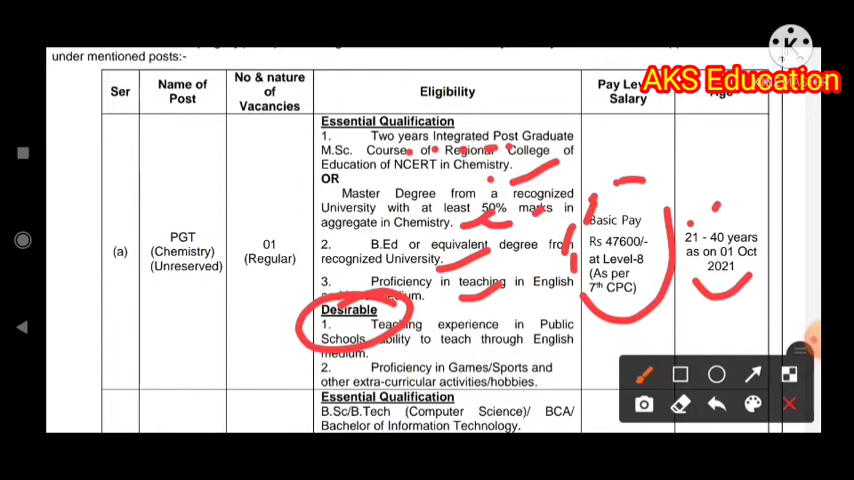 AKS Education
under mentioned posts:-
Ser
Name of
Post
No & nature
of
Vacancies
Eligibility
Pay
Salary
(a)
PGT
(Chemistry)
(Unreserved)
01
(Regular)
Essential Qualification
1. Two years Integrated Post Graduate
M.Sc. Course of Regional College of
Education of NCERT in Chemistry.
OR
Master Degree from a recognized
University with at least 50% marks in
aggregate in Chemistry.
2. B.Ed or equivalent degree from
recognized University.
3. Proficiency in teaching in English
medium.
Desirable
1. Teaching experience in Public
Schools ability to teach through English
medium.
2. Proficiency in Games/Sports and
other extra-curricular activities/hobbies.
Basic Pay
Rs 47600/-
at Level-8
(As per
7th CPC)
21 - 40 years
as on 01 Oct
2021
Essential Qualification
B.Sc/B.Tech (Computer Science)/ BCA/
Bachelor of Information Technology.